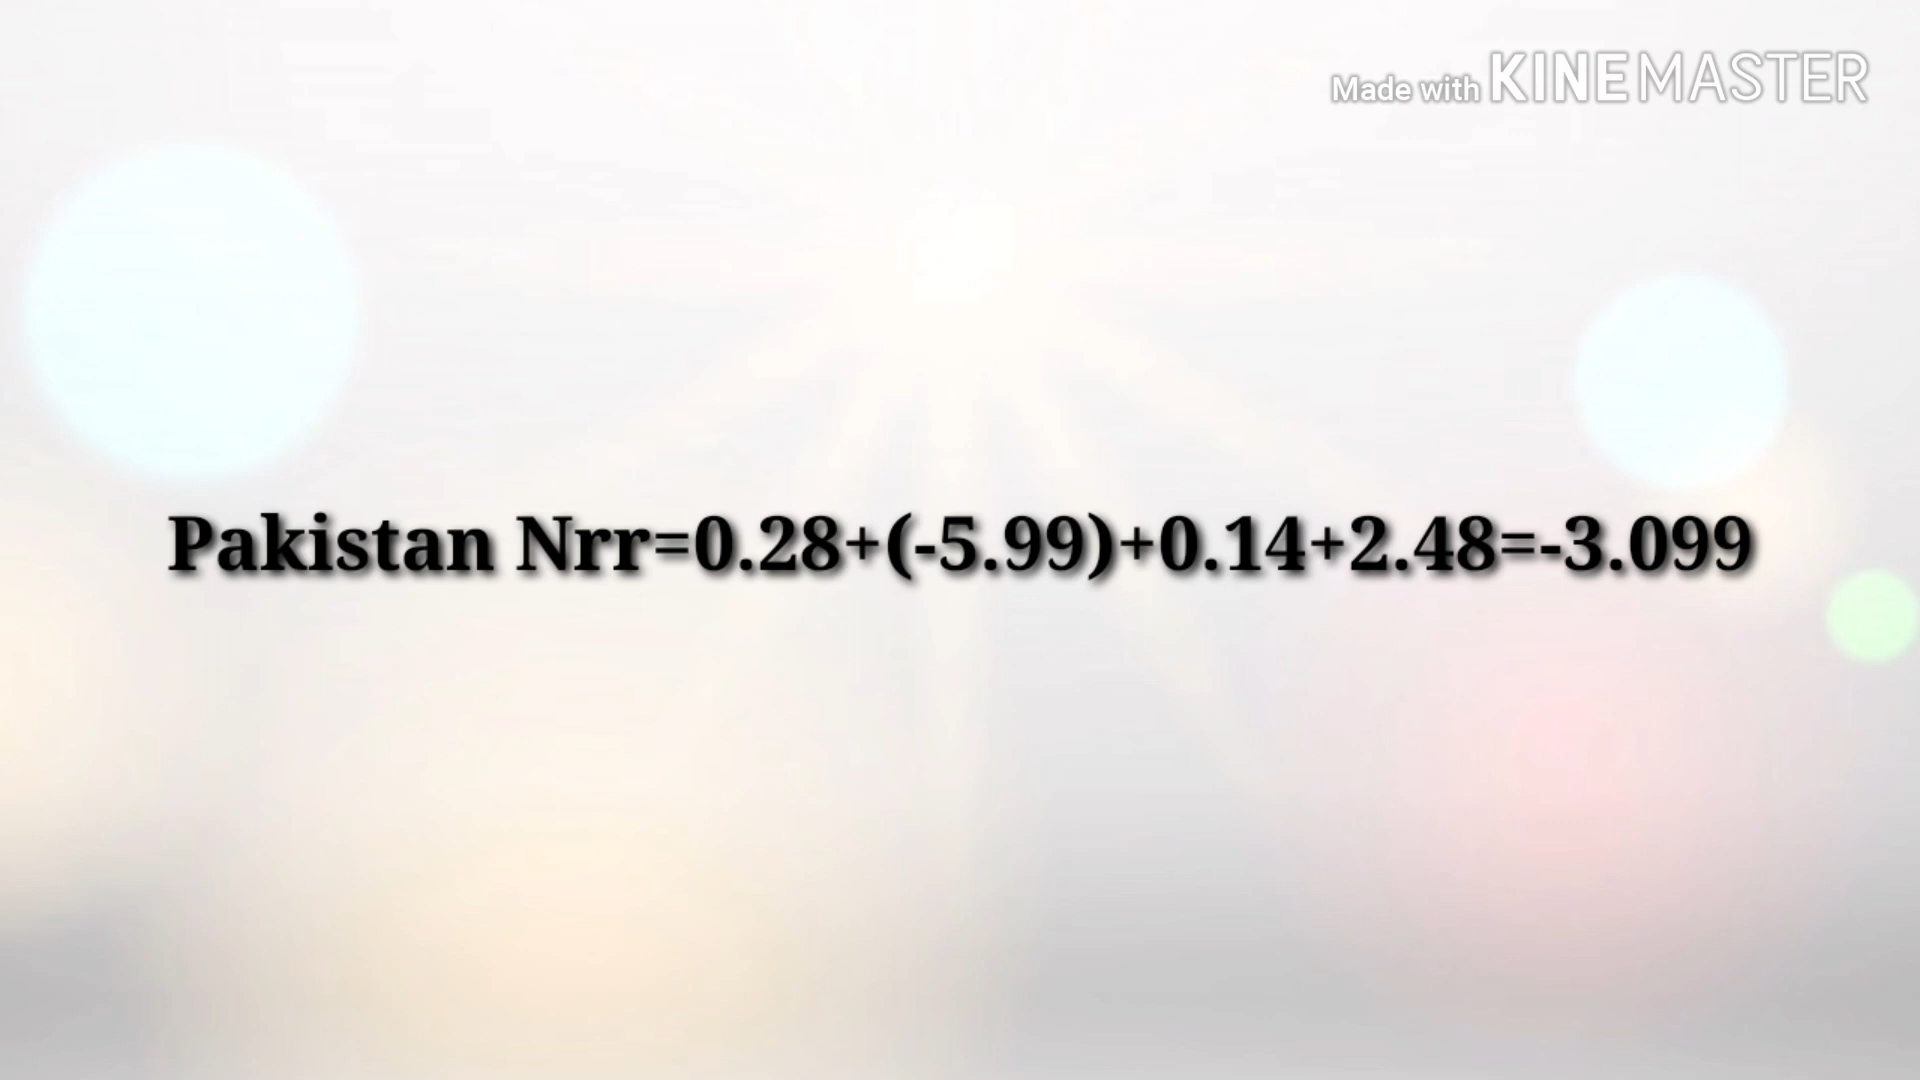 Made with KINEMASTER
Pakistan Nrr=0.28+(-5.99)+0.14+2.48=-3.099